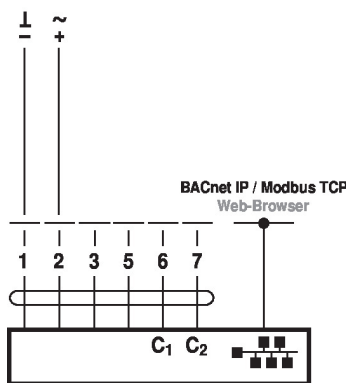 ⊥ ~
– +
BACnet IP / Modbus TCP
Web-Browser
1 2 3 5 6 7
C₁ C₂